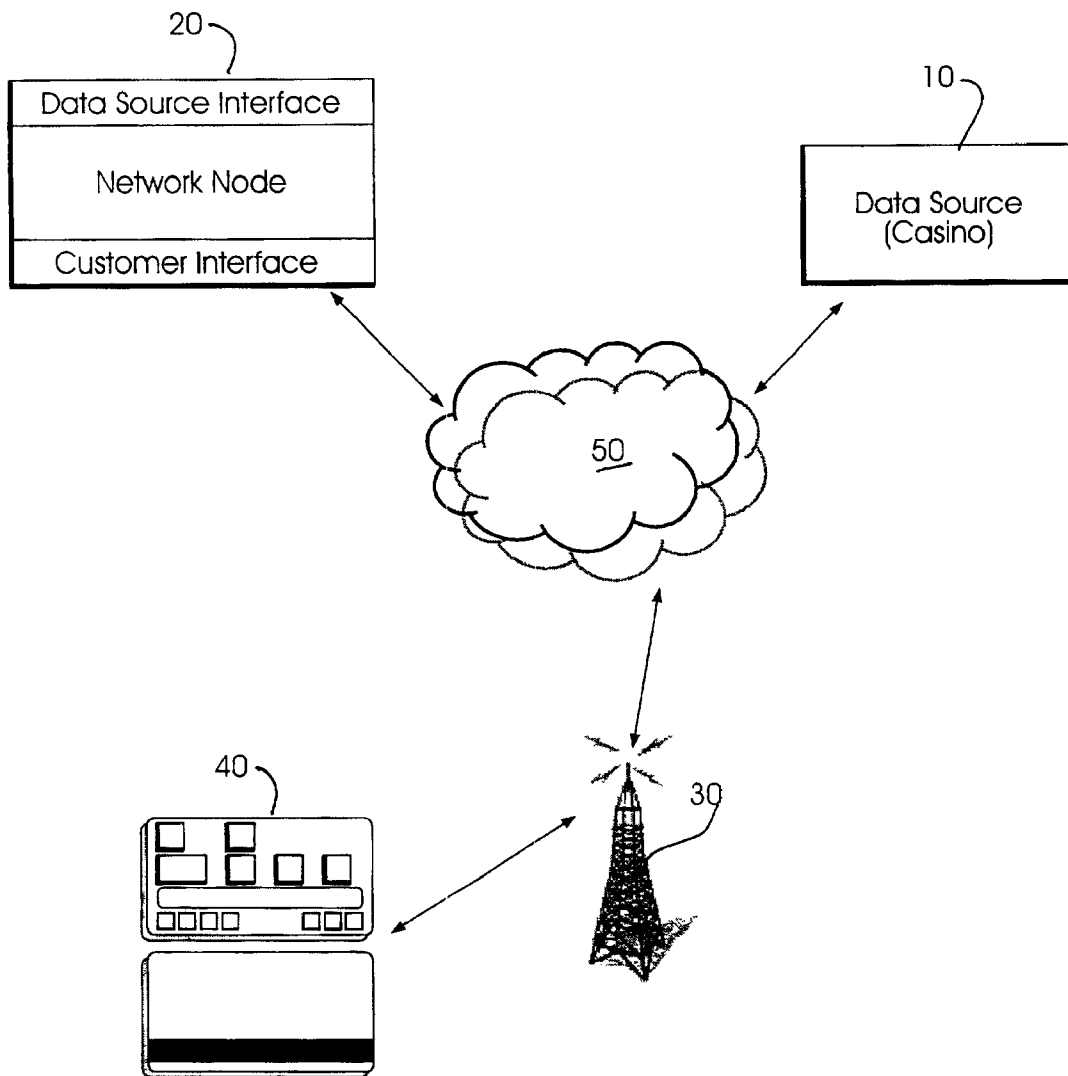 20
Data Source Interface
Network Node
Customer Interface
10
Data Source
(Casino)
50
40
30